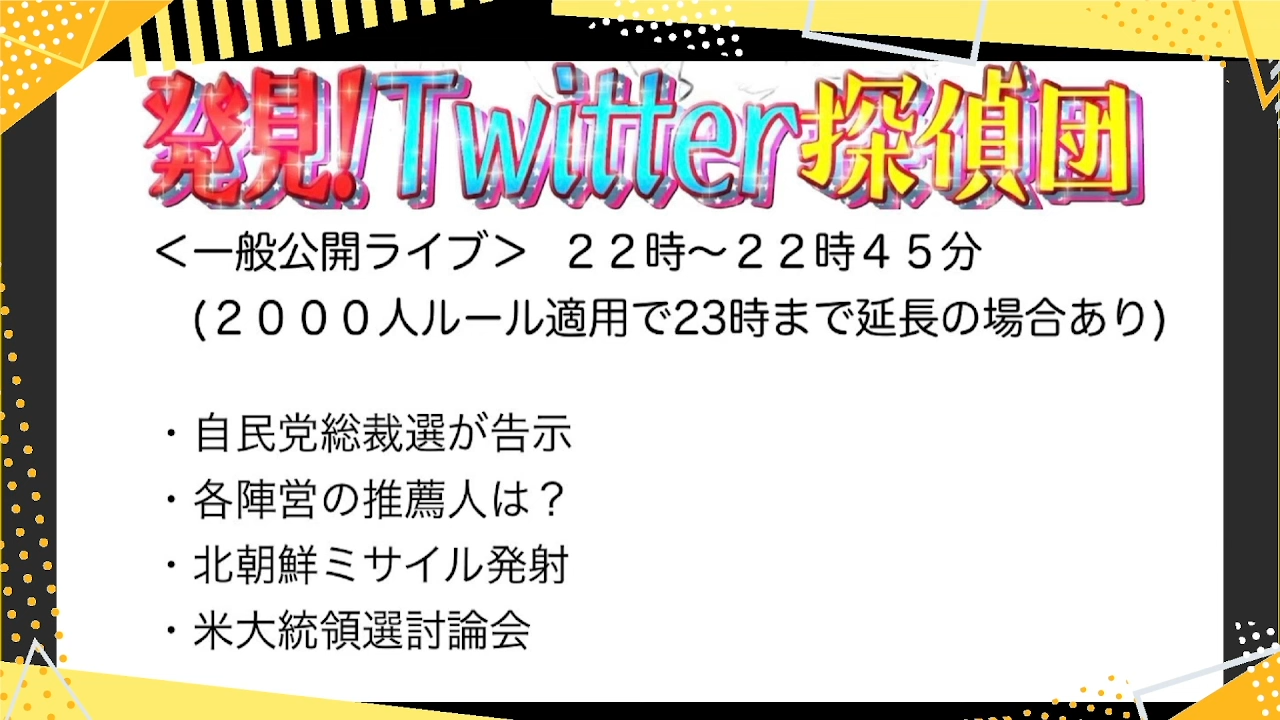 発見!Twitter探偵団
＜一般公開ライブ＞ ２２時～２２時４５分
(２０００人ルール適用で23時まで延長の場合あり)
・自民党総裁選が告示
・各陣営の推薦人は？
・北朝鮮ミサイル発射
・米大統領選討論会